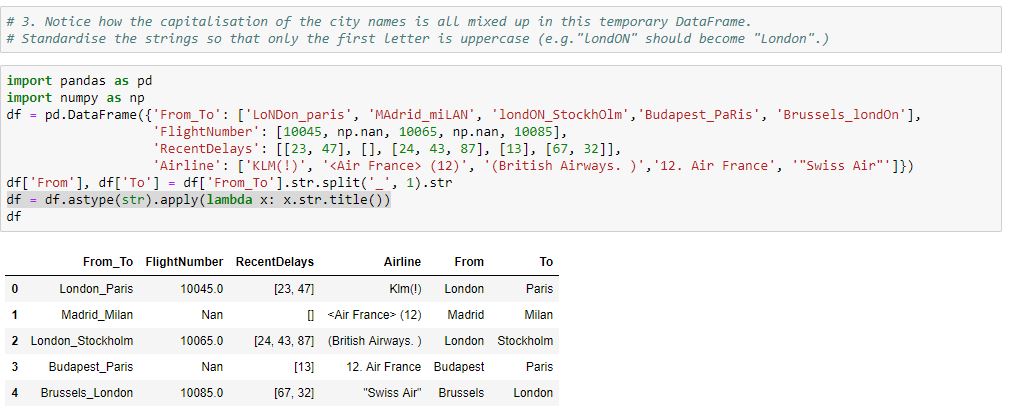 # 3. Notice how the capitalisation of the city names is all mixed up in this temporary DataFrame.
# Standardise the strings so that only the first letter is uppercase (e.g."londON" should become "London".)
import pandas as pd
import numpy as np
df = pd.DataFrame({'From_To': ['LoNDon_paris', 'MAdrid_miLAN', 'londON_StockhOlm','Budapest_PaRis', 'Brussels_londOn'],
'FlightNumber': [10045, np.nan, 10065, np.nan, 10085],
'RecentDelays': [[23, 47], [], [24, 43, 87], [13], [67, 32]],
'Airline': ['KLM(!)', '<Air France> (12)', '(British Airways. )','12. Air France', '"Swiss Air"']})
df['From'], df['To'] = df['From_To'].str.split('_', 1).str
df = df.astype(str).apply(lambda x: x.str.title())
df
From_To FlightNumber RecentDelays Airline From To
0 London_Paris 10045.0 [23, 47] Klm(!) London Paris
1 Madrid_Milan Nan [] <Air France> (12) Madrid Milan
2 London_Stockholm 10065.0 [24, 43, 87] (British Airways. ) London Stockholm
3 Budapest_Paris Nan [13] 12. Air France Budapest Paris
4 Brussels_London 10085.0 [67, 32] "Swiss Air" Brussels London